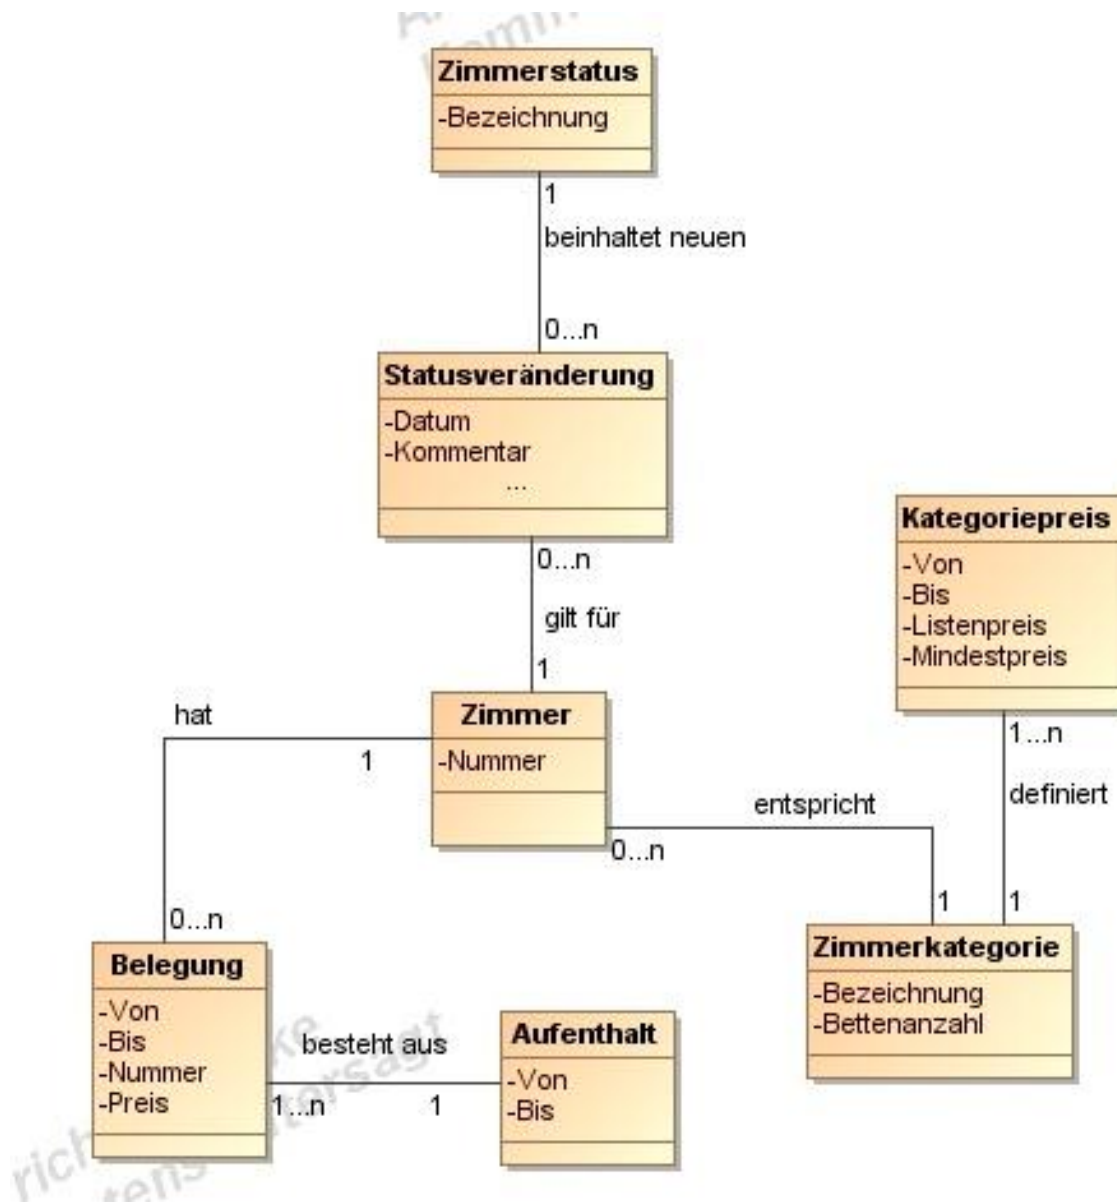 Zimmerstatus
-Bezeichnung
1
beinhaltet neuen
0...n
Statusveränderung
-Datum
-Kommentar
...
0...n
gilt für
1
Kategoriepreis
-Von
-Bis
-Listenpreis
-Mindestpreis
1...n
definiert
1
Zimmer
-Nummer
hat
1
0...n
entspricht
0...n
1
Zimmerkategorie
-Bezeichnung
-Bettenanzahl
Belegung
-Von
-Bis
-Nummer
-Preis
besteht aus
1...n
1
Aufenthalt
-Von
-Bis